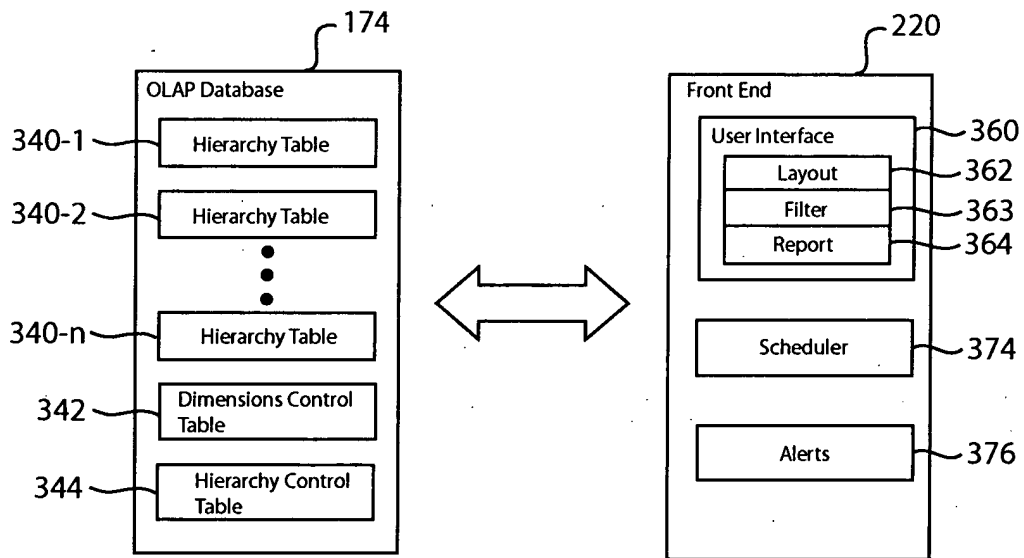 174
OLAP Database
340-1
Hierarchy Table
340-2
Hierarchy Table
340-n
Hierarchy Table
342
Dimensions Control
Table
344
Hierarchy Control
Table
220
Front End
User Interface
360
Layout
362
Filter
363
Report
364
Scheduler
374
Alerts
376